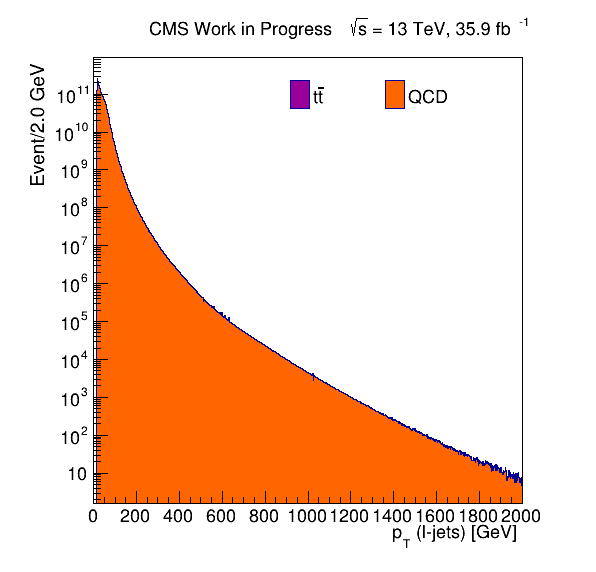 CMS Work in Progress √s = 13 TeV, 35.9 fb⁻¹
Event/2.0 GeV
tt̄ QCD
10¹¹
10¹⁰
10⁹
10⁸
10⁷
10⁶
10⁵
10⁴
10³
10²
10
0 200 400 600 800 1000 1200 1400 1600 1800 2000
p_T (l-jets) [GeV]